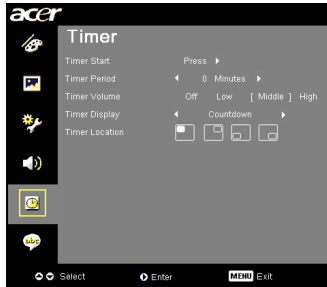 acer
Timer
Timer Start Press
Timer Period 0 Minutes
Timer Volume Off Low [ Middle ] High
Timer Display Countdown
Timer Location
abc
Select Enter MENU Exit